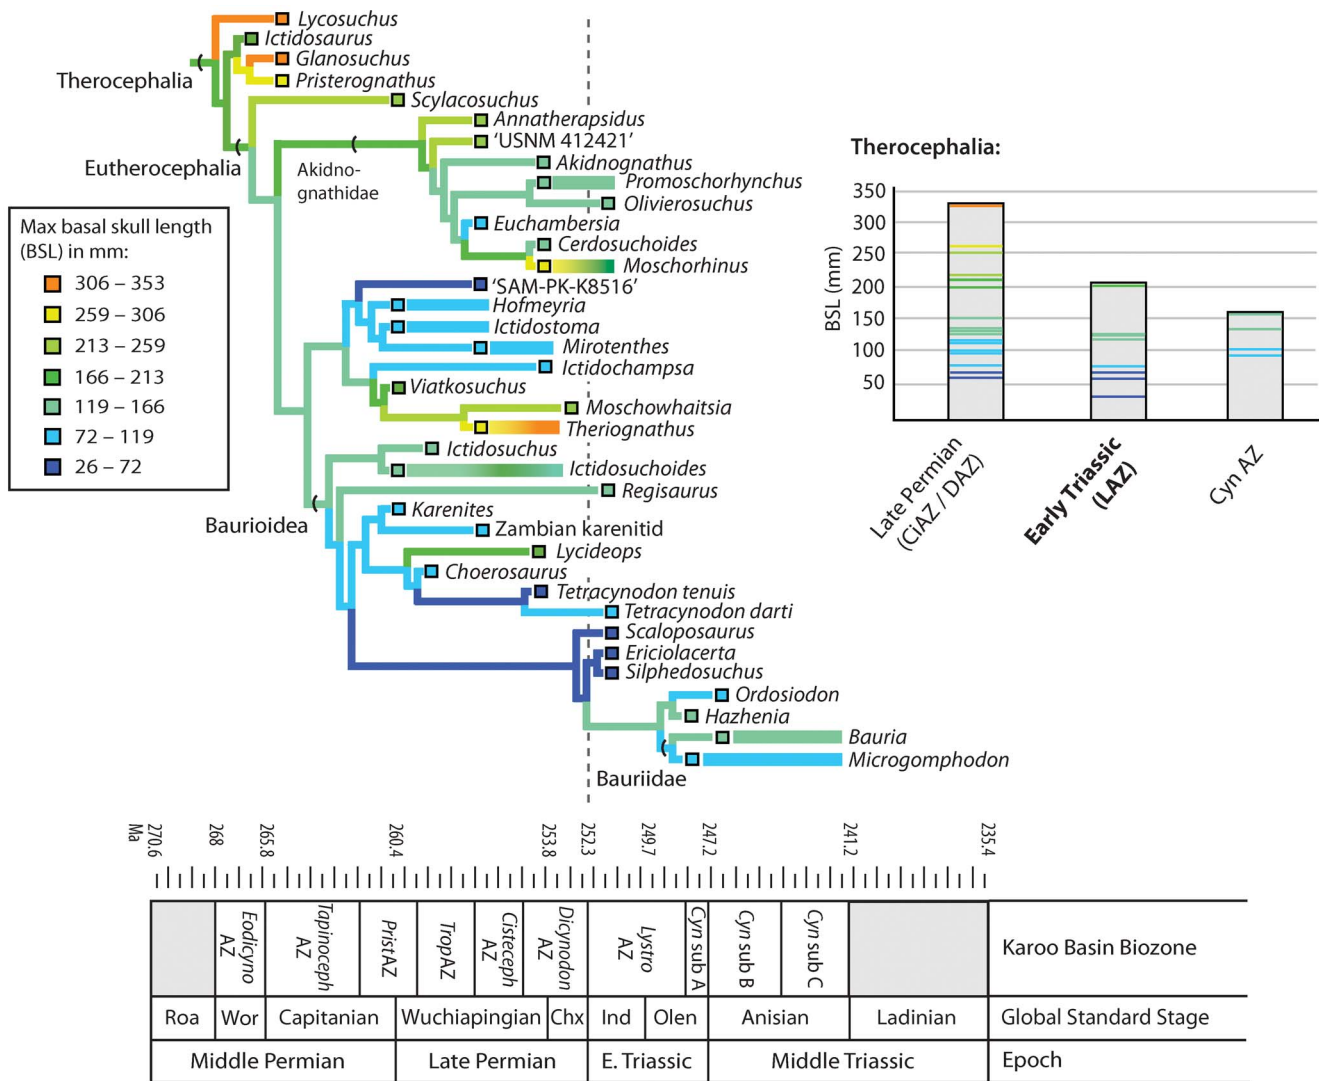 Lycosuchus
Ictidosaurus
Glanosuchus
Therocephalia
Pristerognathus
Scylacosuchus
Annatherapsidus
'USNM 412421'
Eutherocephalia
Akidno-
gnathidae
Akidnognathus
Promoschorhynchus
Olivierosuchus
Euchambersia
Cerdosuchoides
Moschorhinus
'SAM-PK-K8516'
Hofmeyria
Ictidostoma
Mirotenthes
Ictidochampsa
Viatkosuchus
Moschowhaitsia
Theriognathus
Ictidosuchus
Ictidosuchoides
Regisaurus
Baurioidea
Karenites
Zambian karenitid
Lycideops
Choerosaurus
Tetracynodon tenuis
Tetracynodon darti
Scaloposaurus
Ericiolacerta
Silphedosuchus
Ordosiodon
Hazhenia
Bauria
Microgomphodon
Bauriidae
Max basal skull length
(BSL) in mm:
306 – 353
259 – 306
213 – 259
166 – 213
119 – 166
72 – 119
26 – 72
Therocephalia:
BSL (mm)
350
300
250
200
150
100
50
Late Permian
(CiAZ / DAZ)
Early Triassic
(LAZ)
Cyn AZ
Ma
270.6
268
265.8
260.4
253.8
252.3
249.7
247.2
241.2
235.4
Eodicyno
AZ
Tapinoceph
AZ
PristAZ
TropAZ
Cisteceph
AZ
Dicynodon
AZ
Lystro
AZ
Cyn sub A
Cyn sub B
Cyn sub C
Karoo Basin Biozone
Roa
Wor
Capitanian
Wuchiapingian
Chx
Ind
Olen
Anisian
Ladinian
Global Standard Stage
Middle Permian
Late Permian
E. Triassic
Middle Triassic
Epoch